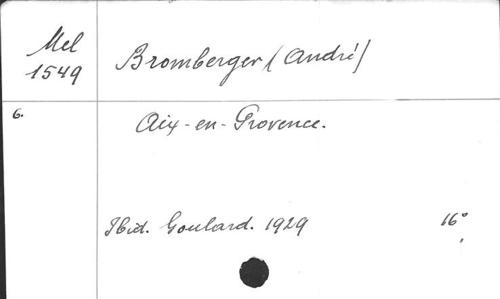 Mel
1549
Bromberger (André)
6.
Aix-en-Provence.
Ibid. Goulard. 1929 16°